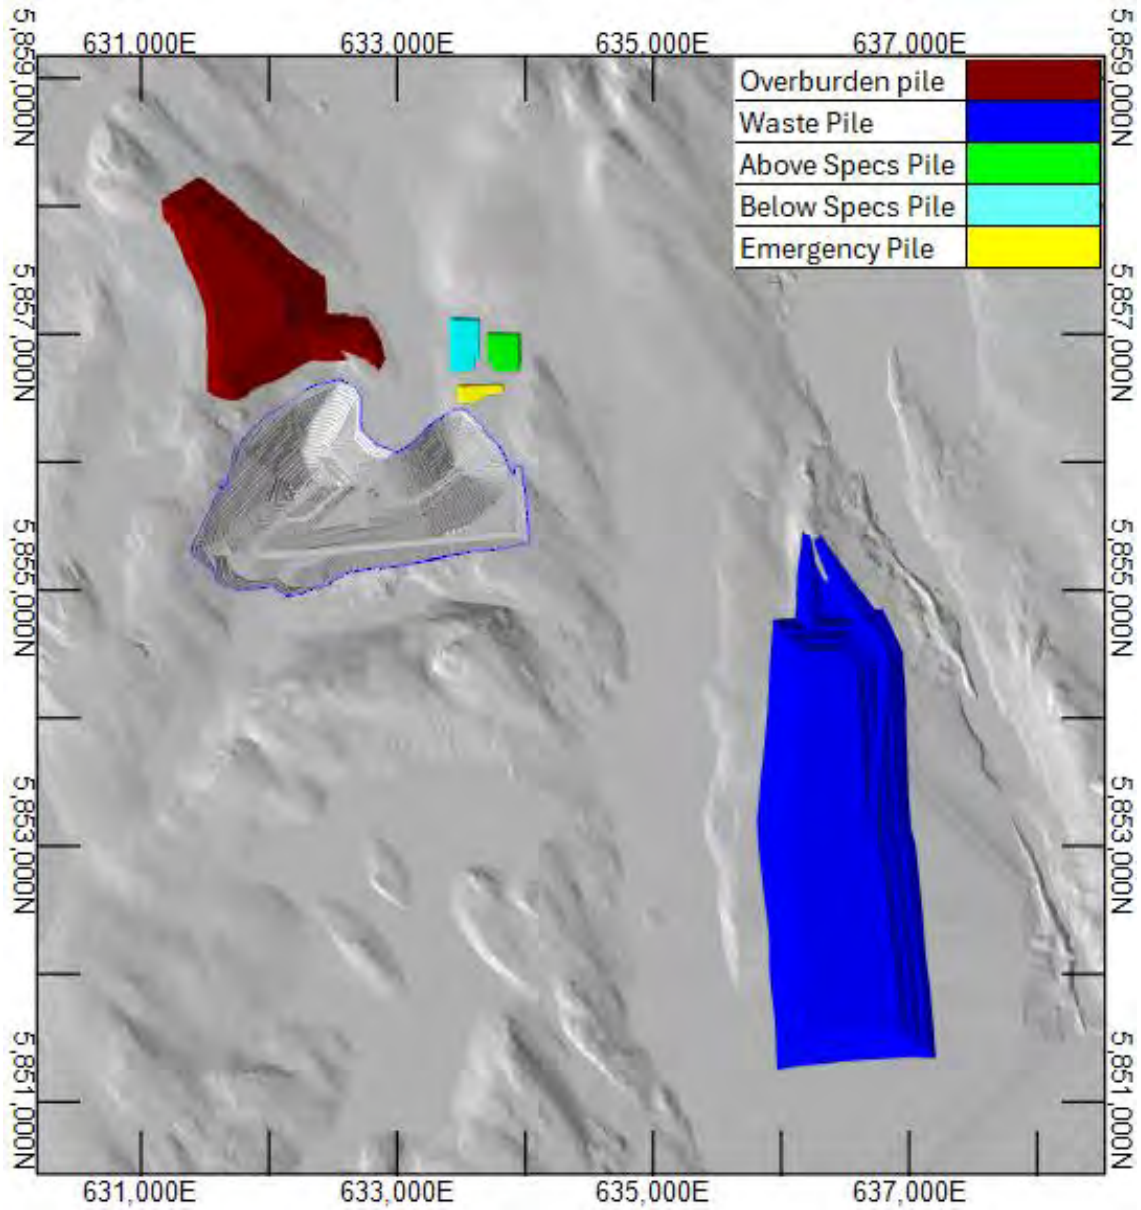 631,000E 633,000E 635,000E 637,000E
5,859,000N
5,859,000N
Overburden pile
Waste Pile
Above Specs Pile
Below Specs Pile
Emergency Pile
5,857,000N
5,857,000N
5,855,000N
5,855,000N
5,853,000N
5,853,000N
5,851,000N
5,851,000N
631,000E 633,000E 635,000E 637,000E